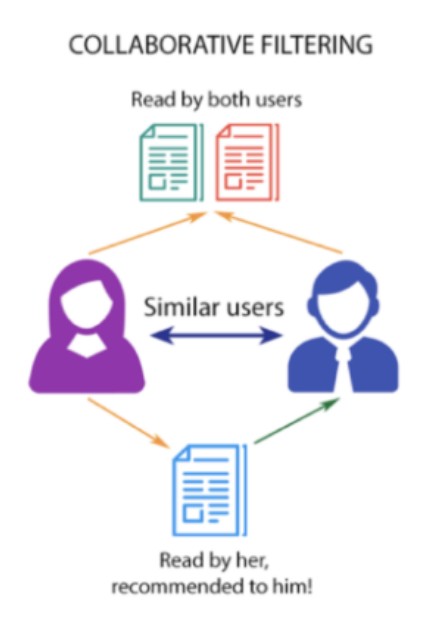 COLLABORATIVE FILTERING
Read by both users
Similar users
Read by her,
recommended to him!